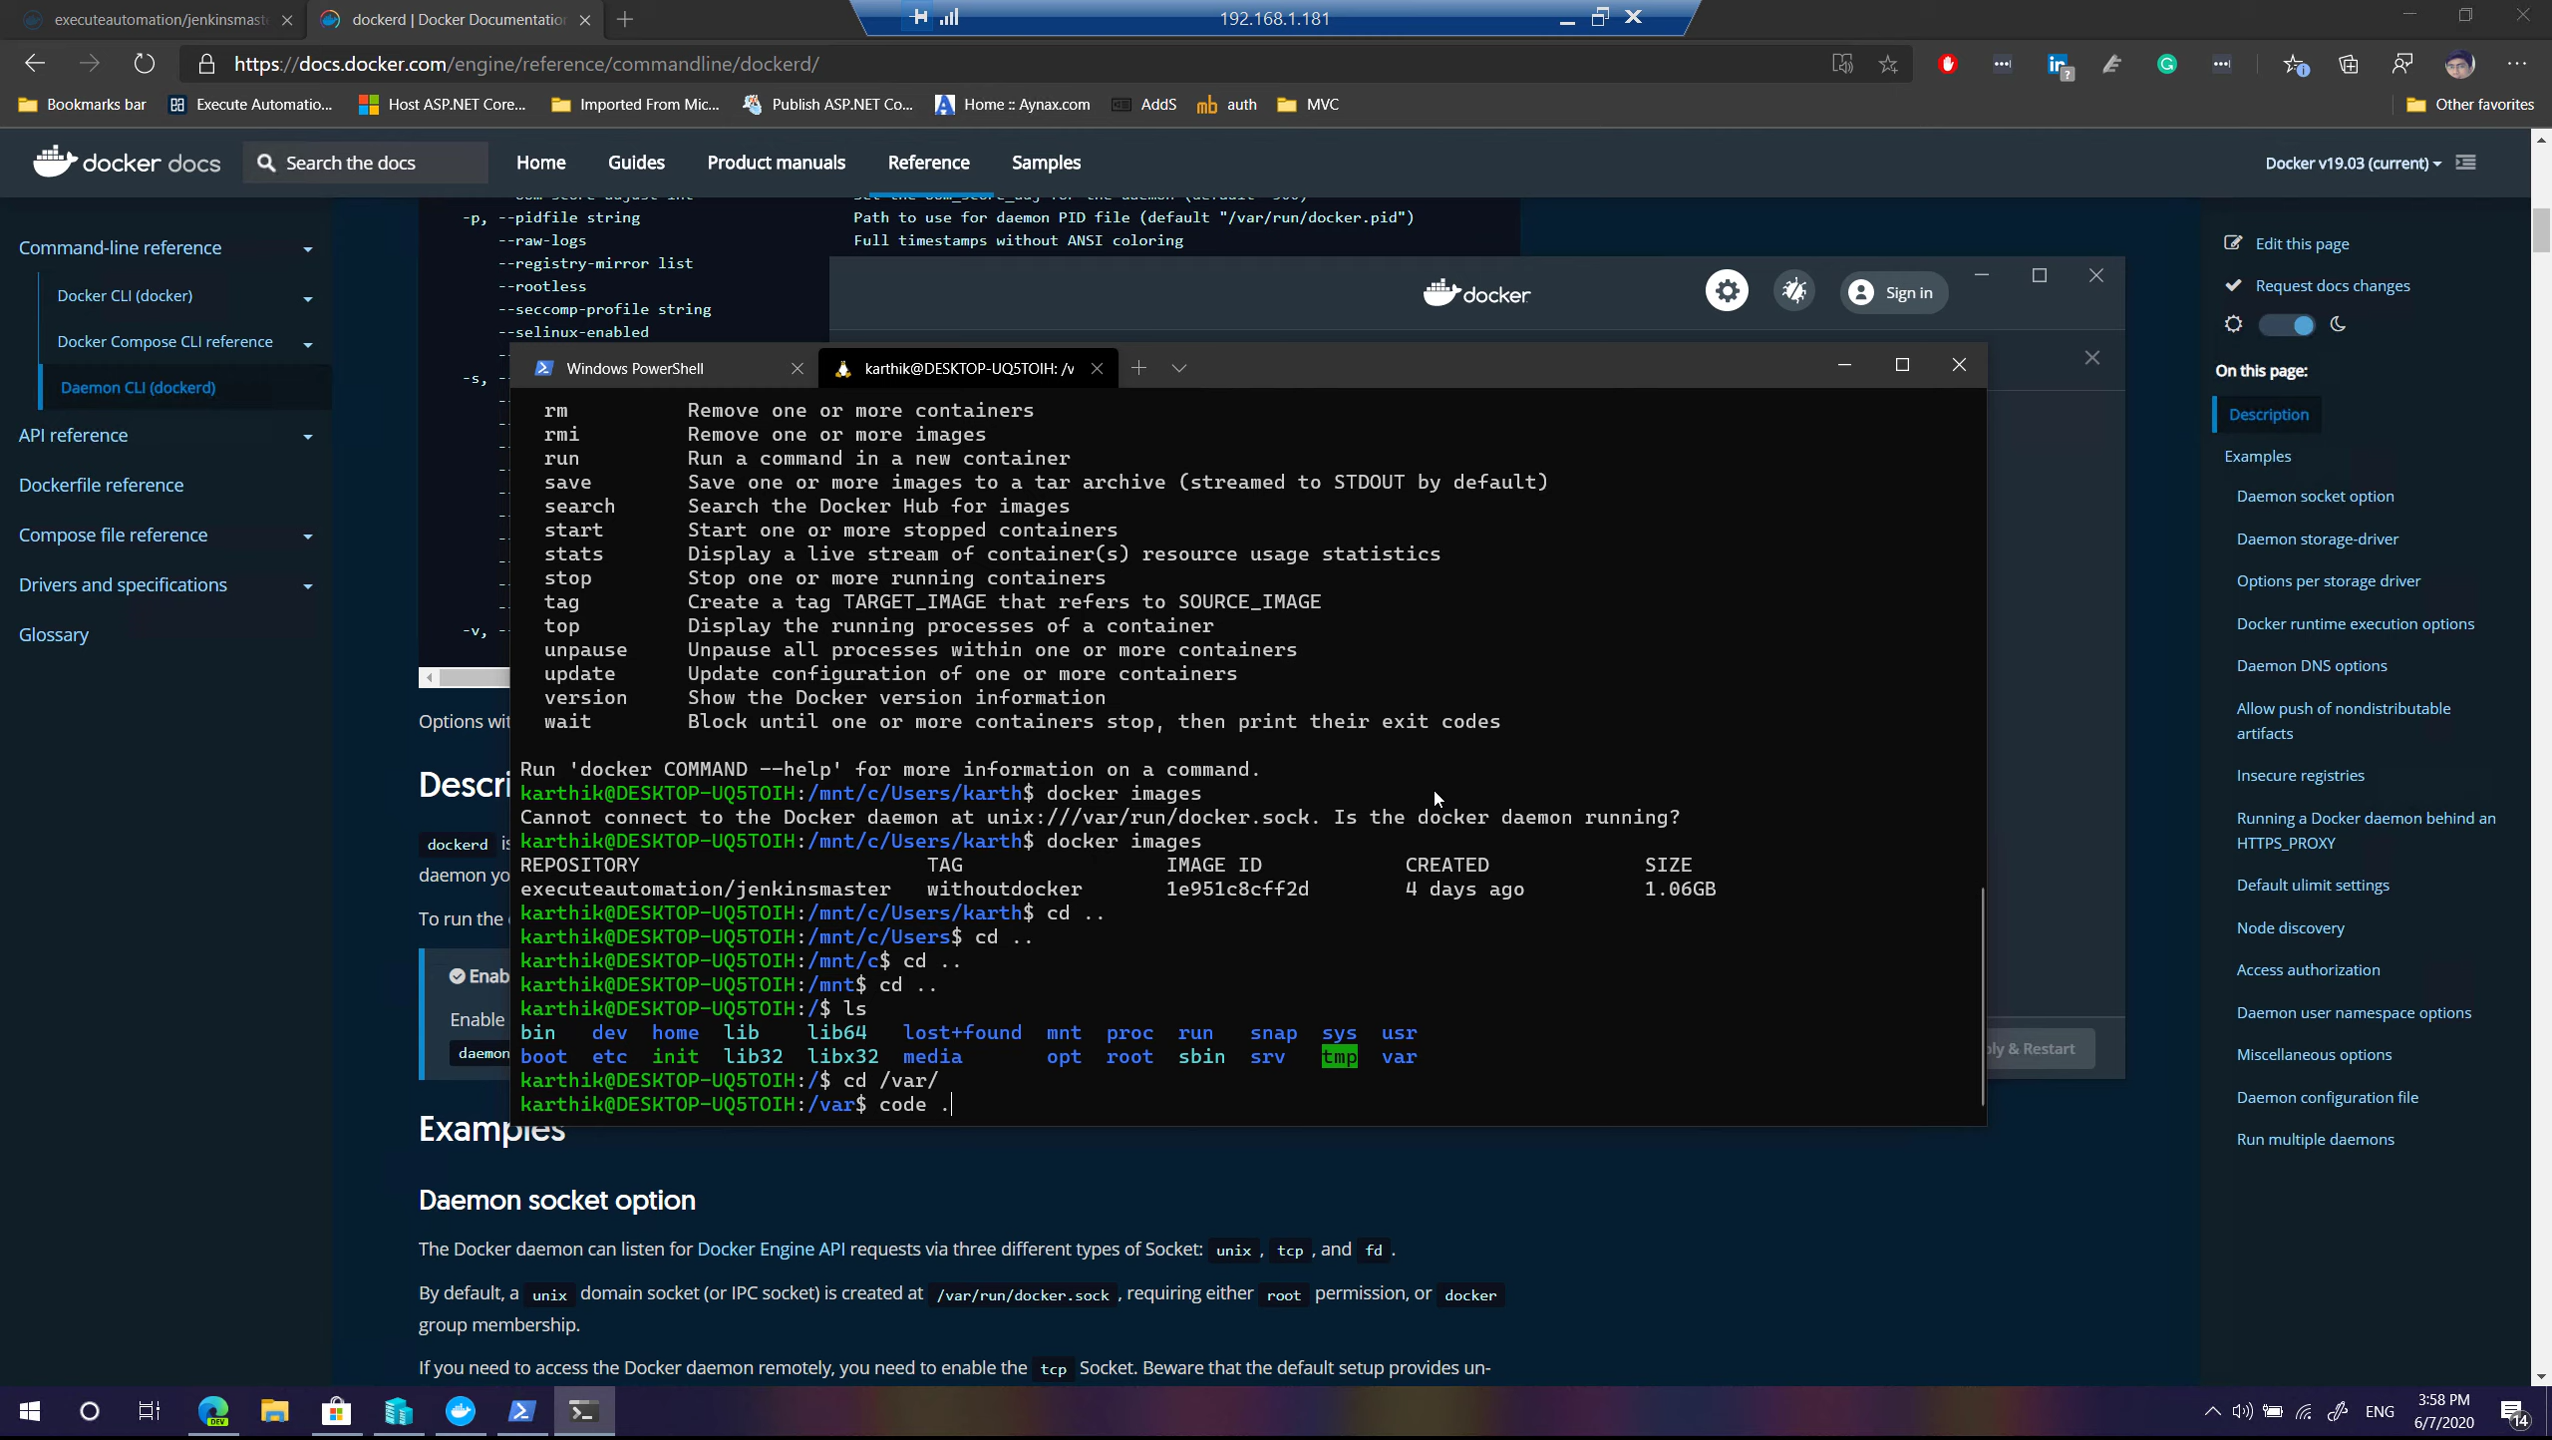 executeautomation/jenkinsmast
dockerd | Docker Documentation
192.168.1.181
https://docs.docker.com/engine/reference/commandline/dockerd/
Bookmarks bar
Execute Automatio...
Host ASP.NET Core...
Imported From Mic...
Publish ASP.NET Co...
Home :: Aynax.com
AddS
auth
MVC
Other favorites
docker docs
Search the docs
Home
Guides
Product manuals
Reference
Samples
Docker v19.03 (current)
Command-line reference
Docker CLI (docker)
Docker Compose CLI reference
Daemon CLI (dockerd)
API reference
Dockerfile reference
Compose file reference
Drivers and specifications
Glossary
-p, --pidfile string Path to use for daemon PID file (default "/var/run/docker.pid")
--raw-logs Full timestamps without ANSI coloring
--registry-mirror list
--rootless
--seccomp-profile string
--selinux-enabled
-s, --
-v, --
docker
Sign in
Windows PowerShell
karthik@DESKTOP-UQ5TOIH: /v
rm Remove one or more containers
rmi Remove one or more images
run Run a command in a new container
save Save one or more images to a tar archive (streamed to STDOUT by default)
search Search the Docker Hub for images
start Start one or more stopped containers
stats Display a live stream of container(s) resource usage statistics
stop Stop one or more running containers
tag Create a tag TARGET_IMAGE that refers to SOURCE_IMAGE
top Display the running processes of a container
unpause Unpause all processes within one or more containers
update Update configuration of one or more containers
version Show the Docker version information
wait Block until one or more containers stop, then print their exit codes
Run 'docker COMMAND --help' for more information on a command.
karthik@DESKTOP-UQ5TOIH:/mnt/c/Users/karth$ docker images
Cannot connect to the Docker daemon at unix:///var/run/docker.sock. Is the docker daemon running?
karthik@DESKTOP-UQ5TOIH:/mnt/c/Users/karth$ docker images
REPOSITORY TAG IMAGE ID CREATED SIZE
executeautomation/jenkinsmaster withoutdocker 1e951c8cff2d 4 days ago 1.06GB
karthik@DESKTOP-UQ5TOIH:/mnt/c/Users/karth$ cd ..
karthik@DESKTOP-UQ5TOIH:/mnt/c/Users$ cd ..
karthik@DESKTOP-UQ5TOIH:/mnt/c$ cd ..
karthik@DESKTOP-UQ5TOIH:/mnt$ cd ..
karthik@DESKTOP-UQ5TOIH:/$ ls
bin dev home lib lib64 lost+found mnt proc run snap sys usr
boot etc init lib32 libx32 media opt root sbin srv tmp var
karthik@DESKTOP-UQ5TOIH:/$ cd /var/
karthik@DESKTOP-UQ5TOIH:/var$ code .
ly & Restart
Options wit
Descri
dockerd is
daemon yo
To run the
Enab
Enable
daemon
Examples
Daemon socket option
The Docker daemon can listen for Docker Engine API requests via three different types of Socket: unix , tcp , and fd .
By default, a unix domain socket (or IPC socket) is created at /var/run/docker.sock , requiring either root permission, or docker
group membership.
If you need to access the Docker daemon remotely, you need to enable the tcp Socket. Beware that the default setup provides un-
Edit this page
Request docs changes
On this page:
Description
Examples
Daemon socket option
Daemon storage-driver
Options per storage driver
Docker runtime execution options
Daemon DNS options
Allow push of nondistributable
artifacts
Insecure registries
Running a Docker daemon behind an
HTTPS_PROXY
Default ulimit settings
Node discovery
Access authorization
Daemon user namespace options
Miscellaneous options
Daemon configuration file
Run multiple daemons
DEV
ENG
3:58 PM
6/7/2020
14